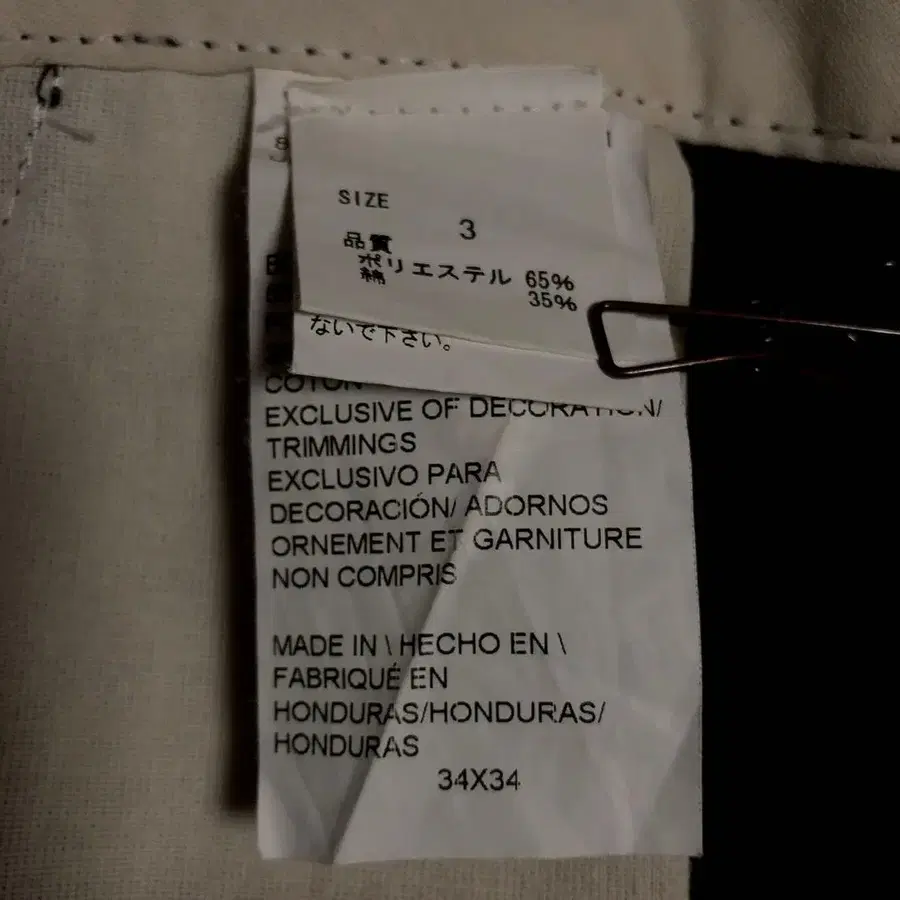 SIZE
3
品質
ポリエステル 65%
綿 35%
ないで下さい。
COTON
EXCLUSIVE OF DECORATION/
TRIMMINGS
EXCLUSIVO PARA
DECORACIÓN/ ADORNOS
ORNEMENT ET GARNITURE
NON COMPRIS
MADE IN \ HECHO EN \
FABRIQUÉ EN
HONDURAS/HONDURAS/
HONDURAS
34X34